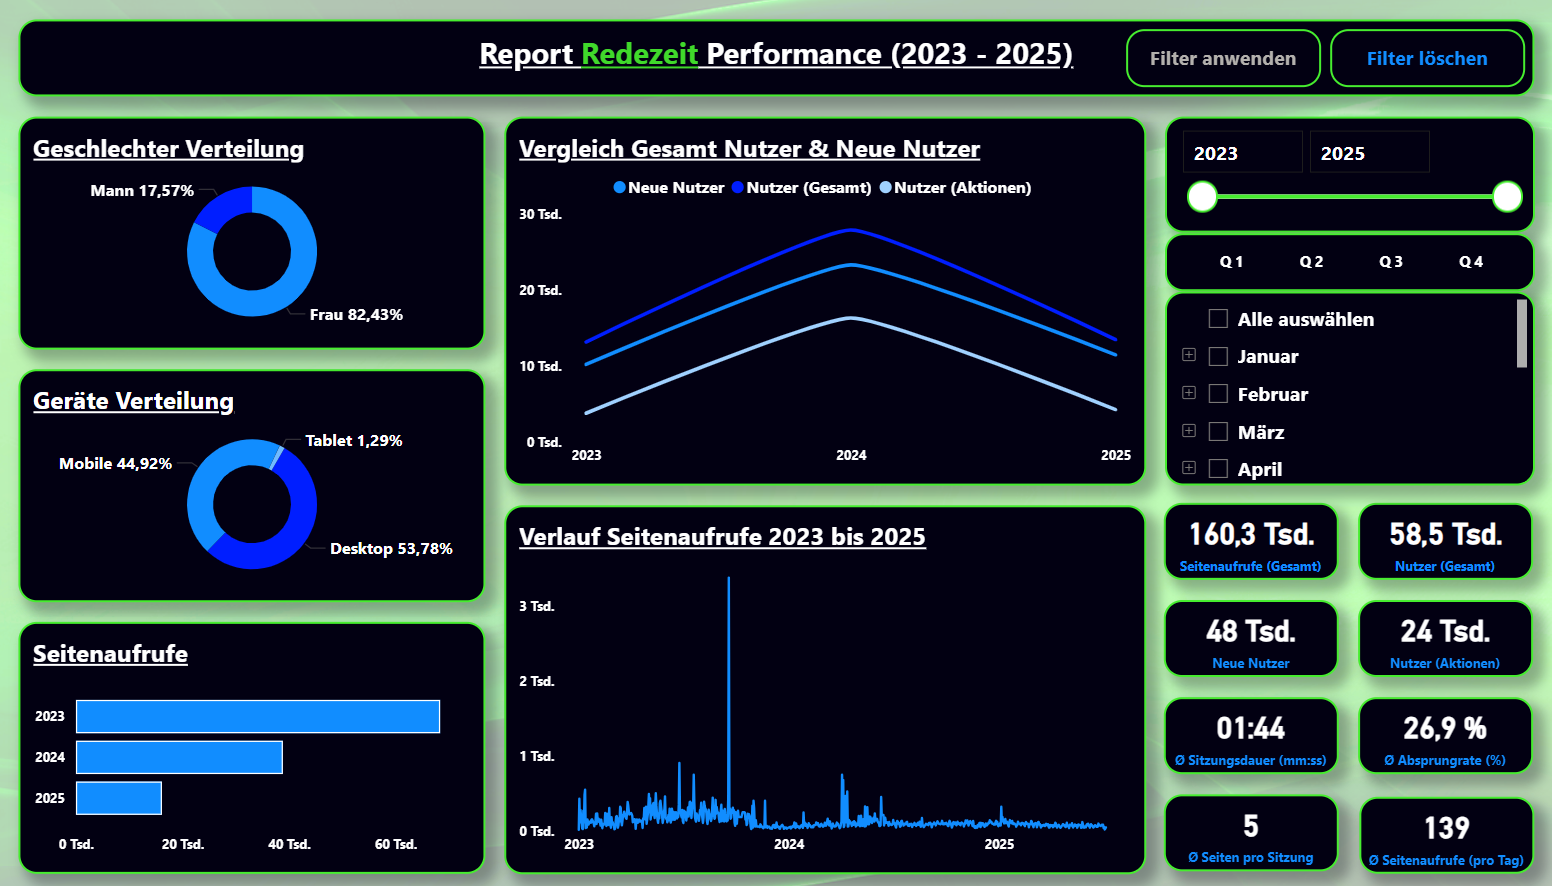 Report Redezeit Performance (2023 - 2025)
Filter anwenden
Filter löschen
Geschlechter Verteilung
Mann 17,57%
Frau 82,43%
Geräte Verteilung
Tablet 1,29%
Mobile 44,92%
Desktop 53,78%
Seitenaufrufe
2023
2024
2025
0 Tsd. 20 Tsd. 40 Tsd. 60 Tsd.
Vergleich Gesamt Nutzer & Neue Nutzer
Neue Nutzer Nutzer (Gesamt) Nutzer (Aktionen)
30 Tsd.
20 Tsd.
10 Tsd.
0 Tsd.
2023 2024 2025
Verlauf Seitenaufrufe 2023 bis 2025
3 Tsd.
2 Tsd.
1 Tsd.
0 Tsd.
2023 2024 2025
2023 2025
Q 1 Q 2 Q 3 Q 4
Alle auswählen
Januar
Februar
März
April
160,3 Tsd.
Seitenaufrufe (Gesamt)
58,5 Tsd.
Nutzer (Gesamt)
48 Tsd.
Neue Nutzer
24 Tsd.
Nutzer (Aktionen)
01:44
Ø Sitzungsdauer (mm:ss)
26,9 %
Ø Absprungrate (%)
5
Ø Seiten pro Sitzung
139
Ø Seitenaufrufe (pro Tag)